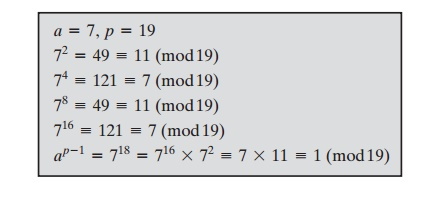 a = 7, p = 19
7² = 49 ≡ 11 (mod 19)
7⁴ ≡ 121 ≡ 7 (mod 19)
7⁸ ≡ 49 ≡ 11 (mod 19)
7¹⁶ ≡ 121 ≡ 7 (mod 19)
aᵖ⁻¹ = 7¹⁸ = 7¹⁶ × 7² ≡ 7 × 11 ≡ 1 (mod 19)